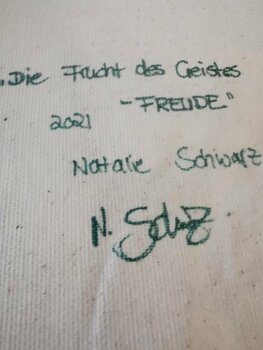 „Die Frucht des Geistes
- FREUDE"
2021
Natalie Schwarz
N. Schwarz